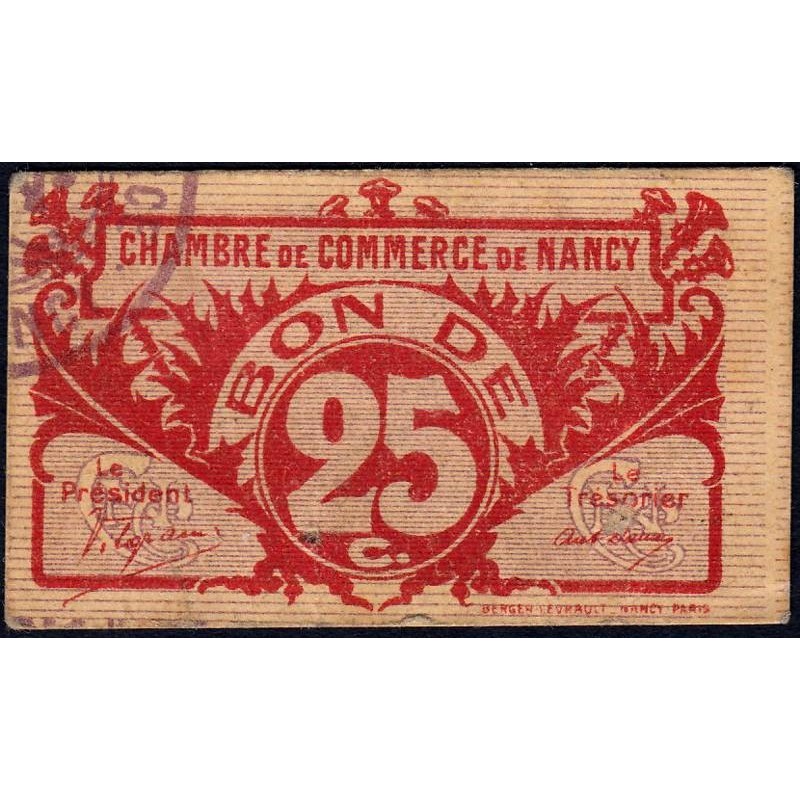 CHAMBRE DE COMMERCE DE NANCY
BON DE
25
C.
Le
Président
Le
Trésorier
BERGER-LEVRAULT, NANCY PARIS